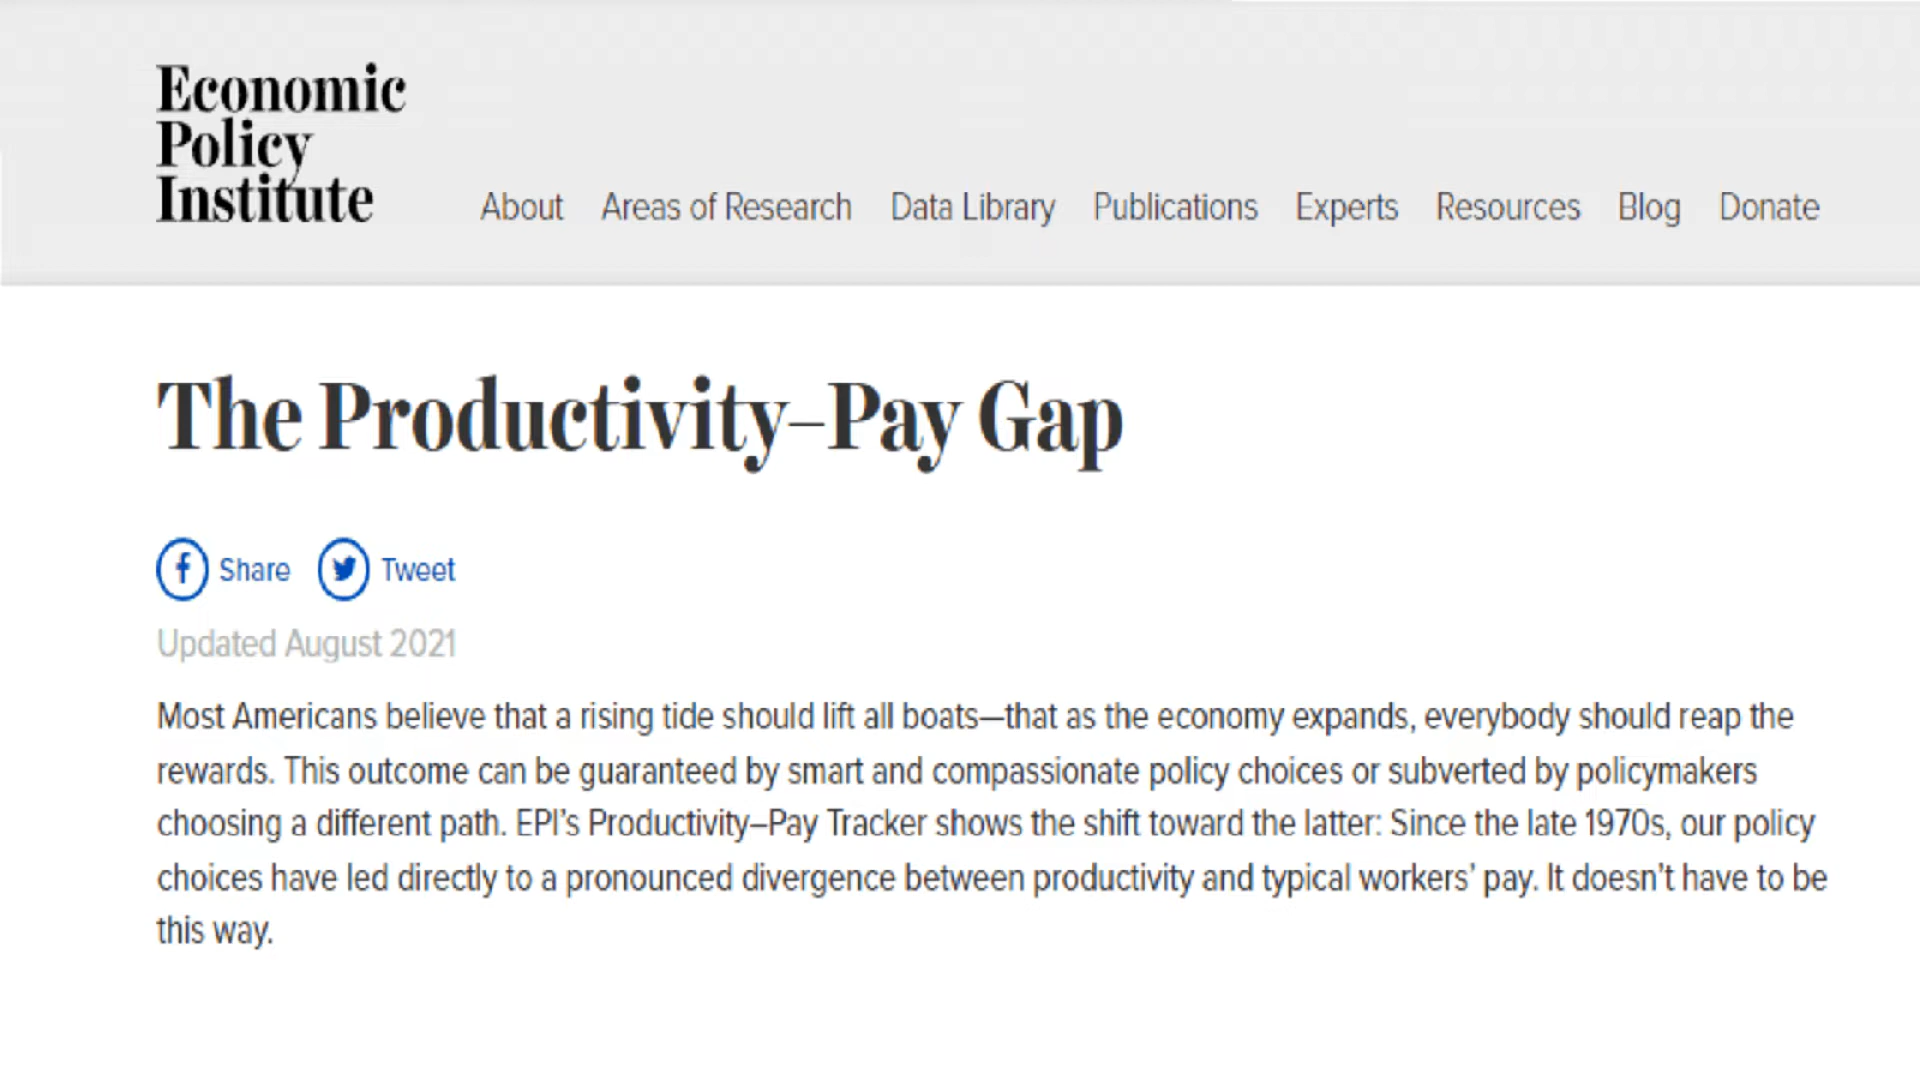 Economic
Policy
Institute
About Areas of Research Data Library Publications Experts Resources Blog Donate
The Productivity–Pay Gap
Share Tweet
Updated August 2021
Most Americans believe that a rising tide should lift all boats—that as the economy expands, everybody should reap the
rewards. This outcome can be guaranteed by smart and compassionate policy choices or subverted by policymakers
choosing a different path. EPI’s Productivity–Pay Tracker shows the shift toward the latter: Since the late 1970s, our policy
choices have led directly to a pronounced divergence between productivity and typical workers’ pay. It doesn’t have to be
this way.